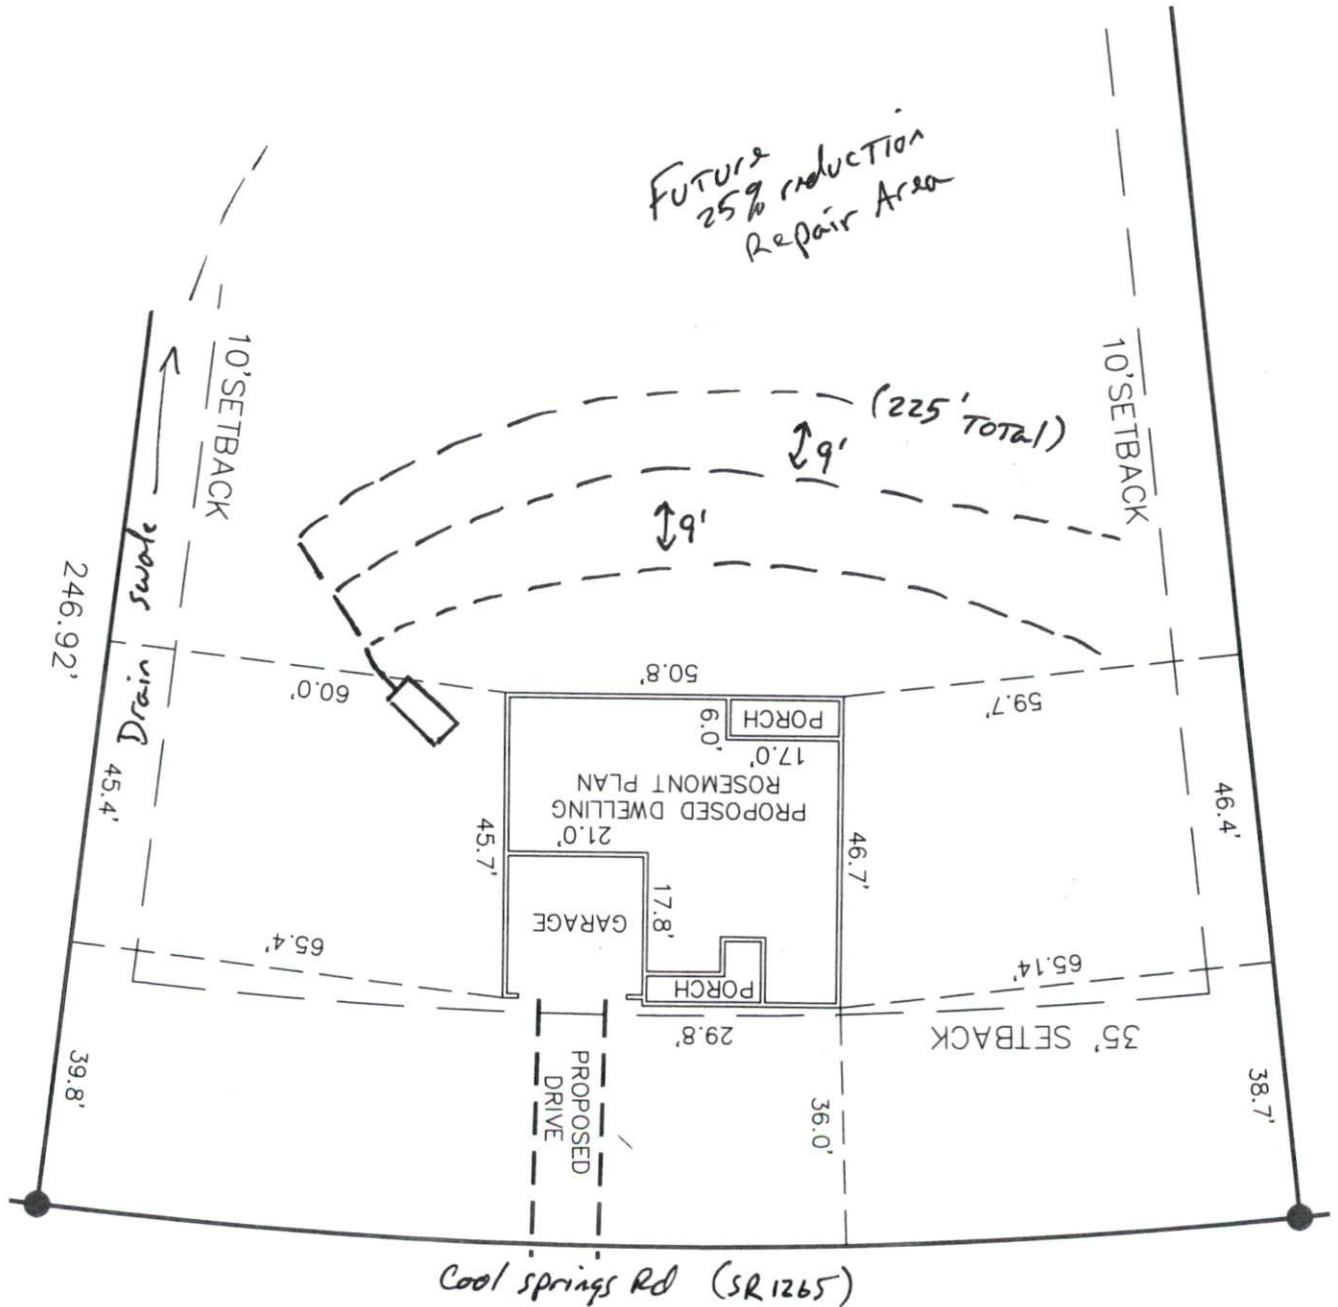 Future
25% reduction
Repair Area
10' SETBACK
10' SETBACK
(225' Total)
9'
9'
246.92'
Drain swale
60.0'
50.8'
59.7'
6.0'
PORCH
17.0'
PROPOSED DWELLING
ROSEMONT PLAN
21.0'
45.4'
45.7'
46.7'
46.4'
17.8'
GARAGE
65.4'
PORCH
65.14'
29.8'
35' SETBACK
39.8'
PROPOSED
DRIVE
36.0'
38.7'
Cool springs Rd (SR 1265)